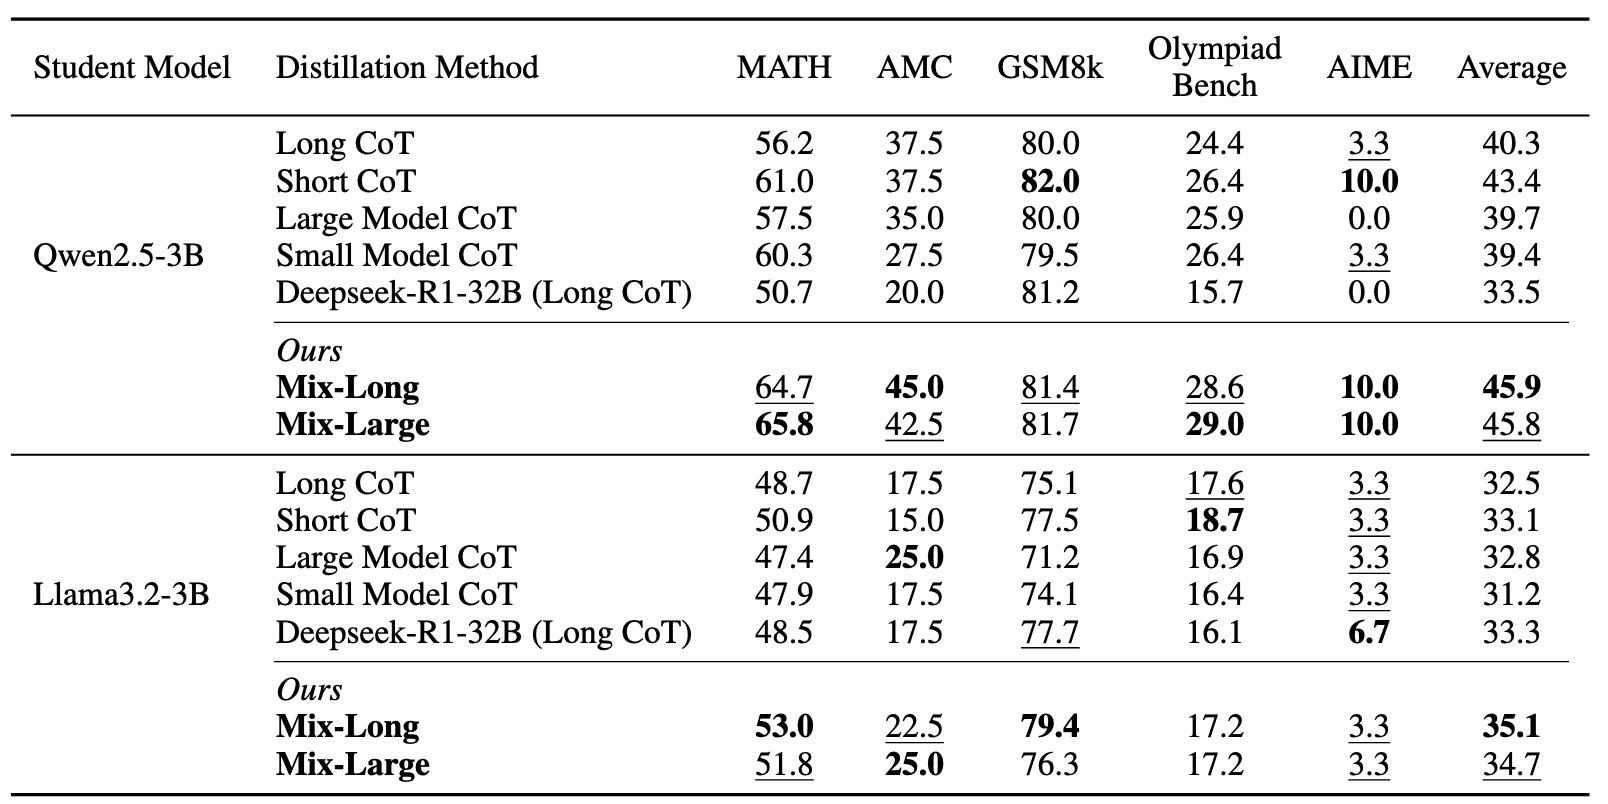 Student Model Distillation Method MATH AMC GSM8k Olympiad Bench AIME Average
Qwen2.5-3B
Long CoT 56.2 37.5 80.0 24.4 3.3 40.3
Short CoT 61.0 37.5 82.0 26.4 10.0 43.4
Large Model CoT 57.5 35.0 80.0 25.9 0.0 39.7
Small Model CoT 60.3 27.5 79.5 26.4 3.3 39.4
Deepseek-R1-32B (Long CoT) 50.7 20.0 81.2 15.7 0.0 33.5
Ours
Mix-Long 64.7 45.0 81.4 28.6 10.0 45.9
Mix-Large 65.8 42.5 81.7 29.0 10.0 45.8
Llama3.2-3B
Long CoT 48.7 17.5 75.1 17.6 3.3 32.5
Short CoT 50.9 15.0 77.5 18.7 3.3 33.1
Large Model CoT 47.4 25.0 71.2 16.9 3.3 32.8
Small Model CoT 47.9 17.5 74.1 16.4 3.3 31.2
Deepseek-R1-32B (Long CoT) 48.5 17.5 77.7 16.1 6.7 33.3
Ours
Mix-Long 53.0 22.5 79.4 17.2 3.3 35.1
Mix-Large 51.8 25.0 76.3 17.2 3.3 34.7